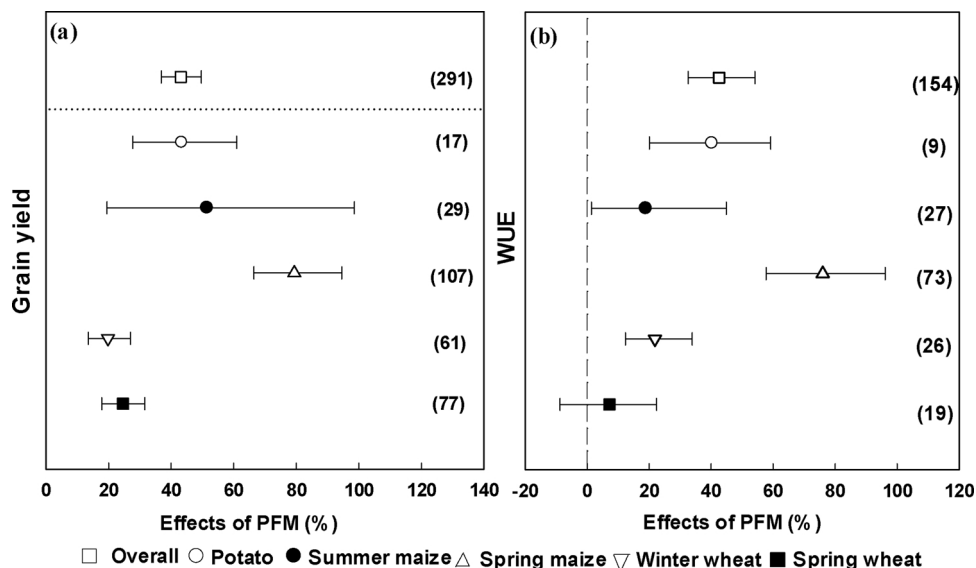 (a)
(291)
(17)
(29)
(107)
(61)
(77)
Grain yield
0 20 40 60 80 100 120 140
Effects of PFM (%)
(b)
(154)
(9)
(27)
(73)
(26)
(19)
WUE
-20 0 20 40 60 80 100 120
Effects of PFM (%)
Overall Potato Summer maize Spring maize Winter wheat Spring wheat